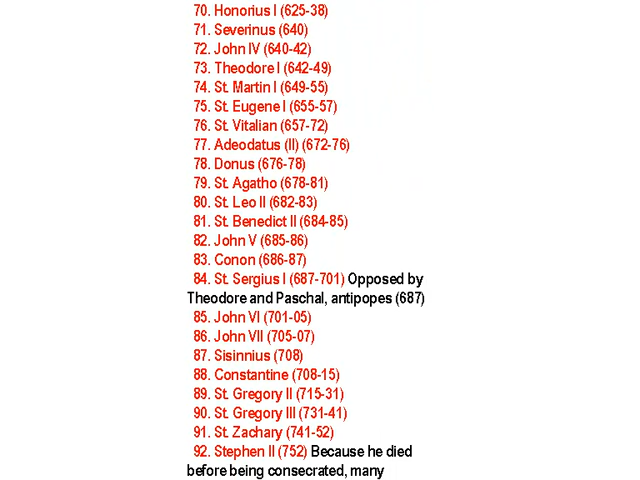 70. Honorius I (625-38)
71. Severinus (640)
72. John IV (640-42)
73. Theodore I (642-49)
74. St. Martin I (649-55)
75. St. Eugene I (655-57)
76. St. Vitalian (657-72)
77. Adeodatus (II) (672-76)
78. Donus (676-78)
79. St. Agatho (678-81)
80. St. Leo II (682-83)
81. St. Benedict II (684-85)
82. John V (685-86)
83. Conon (686-87)
84. St. Sergius I (687-701) Opposed by
Theodore and Paschal, antipopes (687)
85. John VI (701-05)
86. John VII (705-07)
87. Sisinnius (708)
88. Constantine (708-15)
89. St. Gregory II (715-31)
90. St. Gregory III (731-41)
91. St. Zachary (741-52)
92. Stephen II (752) Because he died
before being consecrated, many